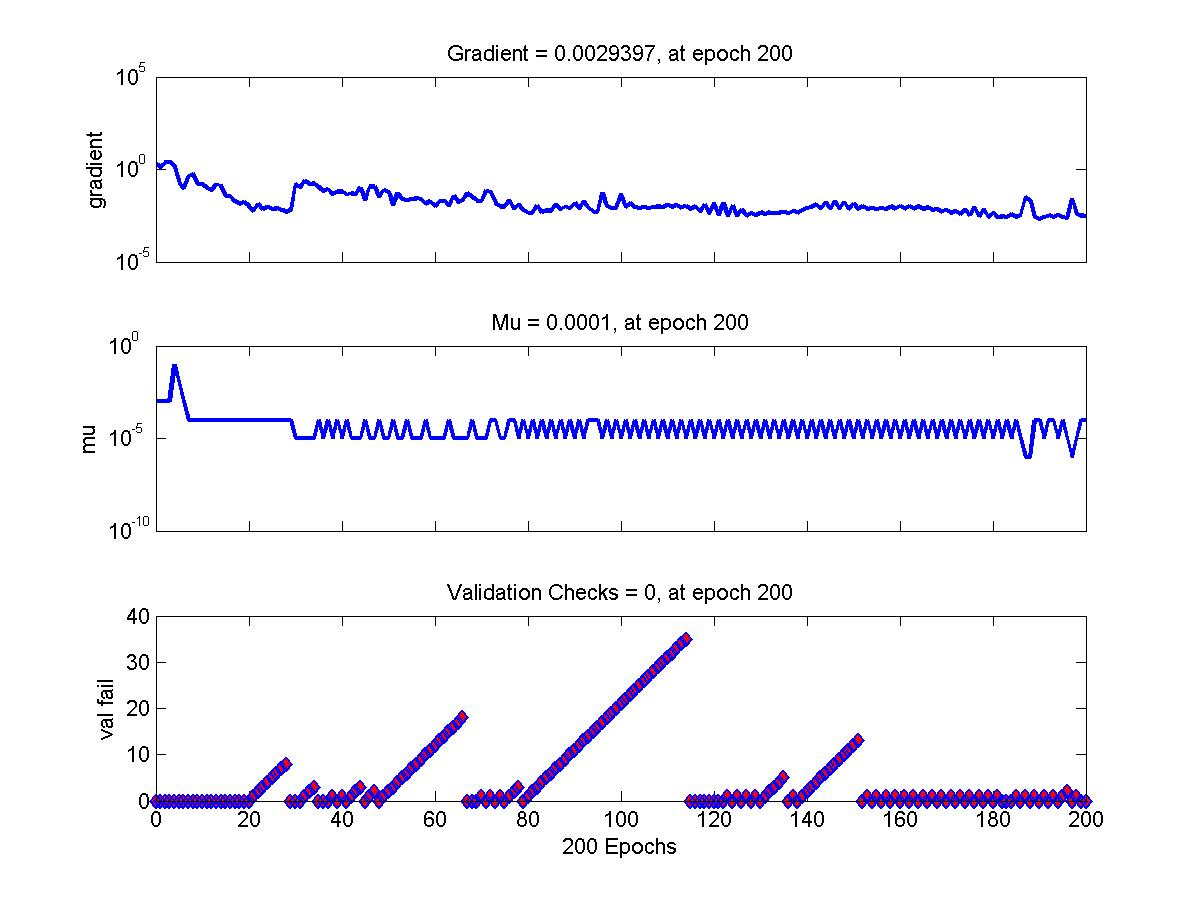 Gradient = 0.0029397, at epoch 200
10^5
10^0
10^-5
gradient
Mu = 0.0001, at epoch 200
10^0
10^-5
10^-10
mu
Validation Checks = 0, at epoch 200
40
30
20
10
0
val fail
0 20 40 60 80 100 120 140 160 180 200
200 Epochs